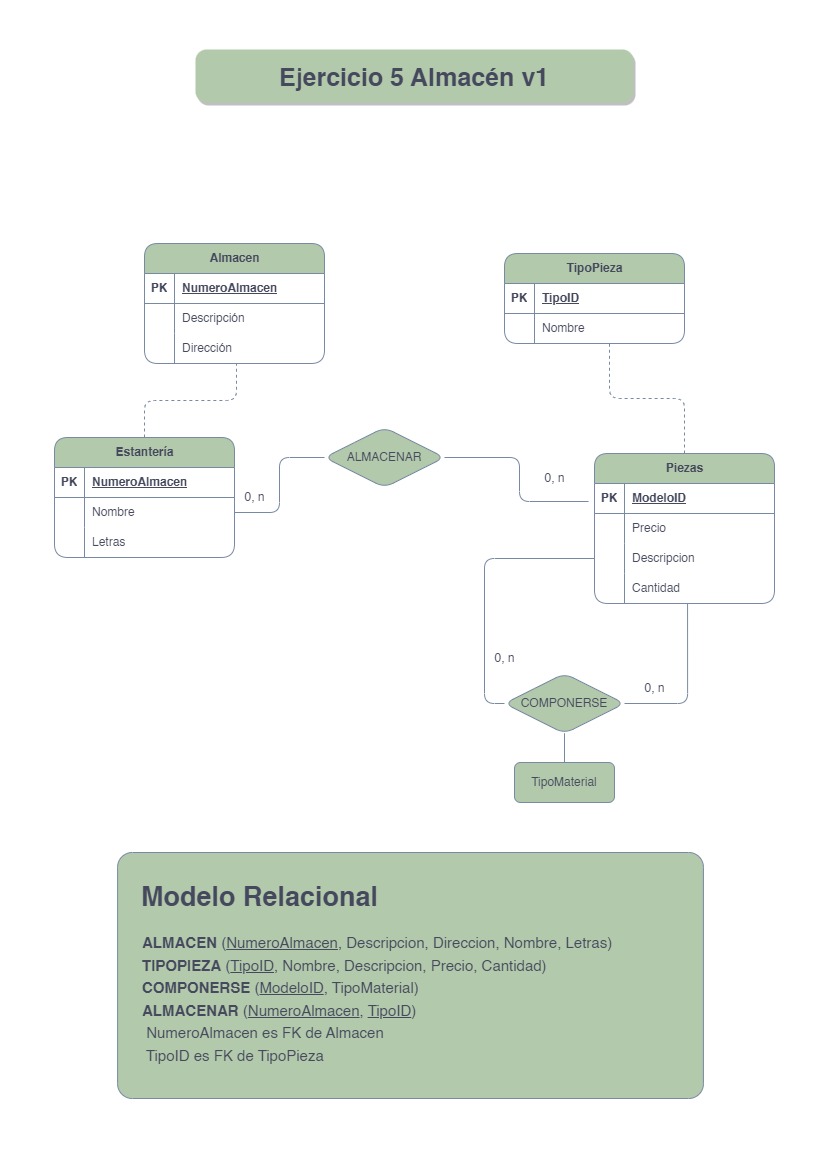 Ejercicio 5 Almacén v1
Almacen
PK NumeroAlmacen
Descripción
Dirección
TipoPieza
PK TipoID
Nombre
Estantería
PK NumeroAlmacen
Nombre
Letras
0, n
ALMACENAR
0, n
Piezas
PK ModeloID
Precio
Descripcion
Cantidad
0, n
0, n
COMPONERSE
TipoMaterial
Modelo Relacional
ALMACEN (NumeroAlmacen, Descripcion, Direccion, Nombre, Letras)
TIPOPIEZA (TipoID, Nombre, Descripcion, Precio, Cantidad)
COMPONERSE (ModeloID, TipoMaterial)
ALMACENAR (NumeroAlmacen, TipoID)
NumeroAlmacen es FK de Almacen
TipoID es FK de TipoPieza